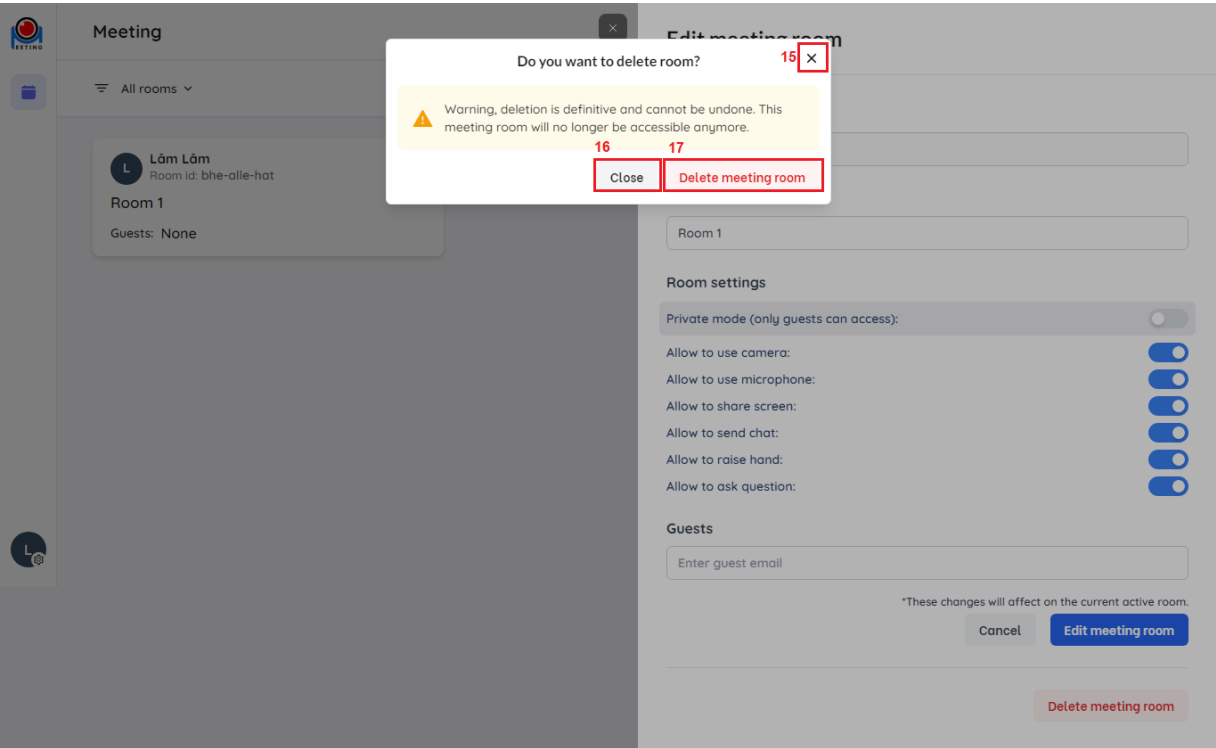 EETING
Meeting
All rooms
L
Lâm Lâm
Room id: bhe-alle-hat
Room 1
Guests: None
L
Edit meeting room
Do you want to delete room?
15
Warning, deletion is definitive and cannot be undone. This
meeting room will no longer be accessible anymore.
16
17
Close
Delete meeting room
Room 1
Room settings
Private mode (only guests can access):
Allow to use camera:
Allow to use microphone:
Allow to share screen:
Allow to send chat:
Allow to raise hand:
Allow to ask question:
Guests
Enter guest email
*These changes will affect on the current active room.
Cancel
Edit meeting room
Delete meeting room